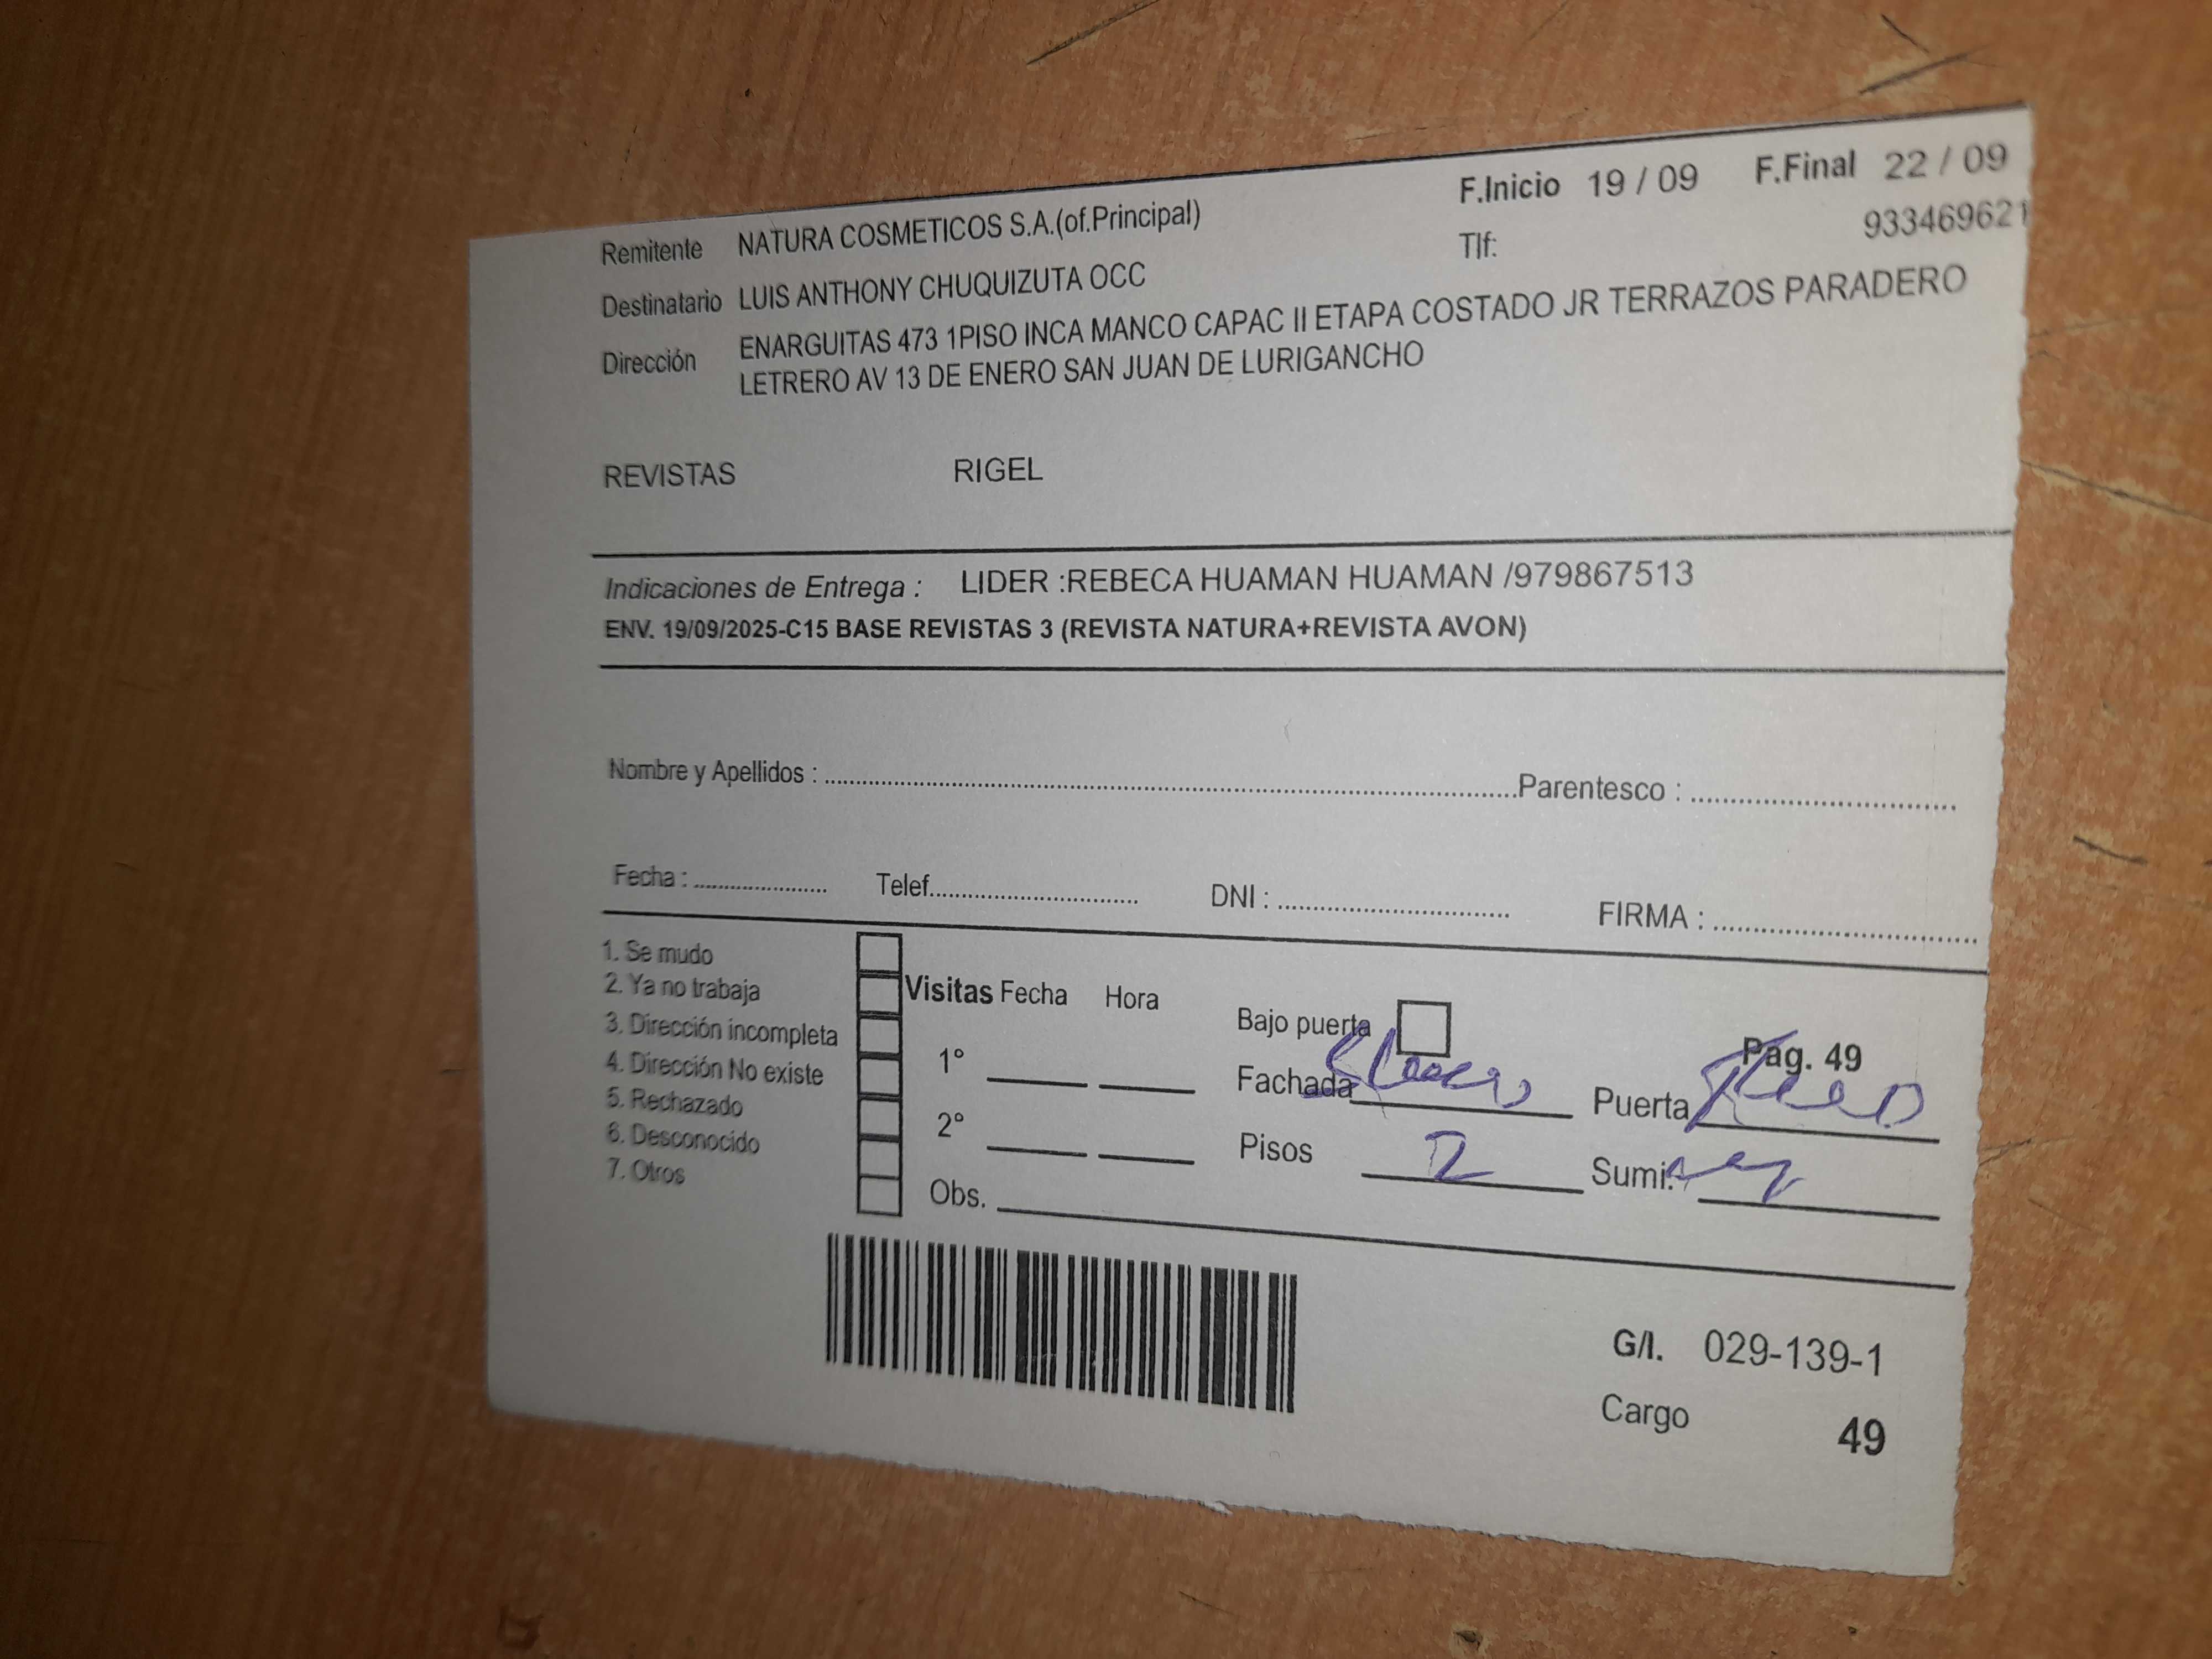 F.Inicio 19 / 09 F.Final 22 / 09
Remitente NATURA COSMETICOS S.A.(of.Principal) Tlf: 933469621
Destinatario LUIS ANTHONY CHUQUIZUTA OCC
Dirección ENARGUITAS 473 1PISO INCA MANCO CAPAC II ETAPA COSTADO JR TERRAZOS PARADERO
LETRERO AV 13 DE ENERO SAN JUAN DE LURIGANCHO
REVISTAS RIGEL
Indicaciones de Entrega : LIDER :REBECA HUAMAN HUAMAN /979867513
ENV. 19/09/2025-C15 BASE REVISTAS 3 (REVISTA NATURA+REVISTA AVON)
Nombre y Apellidos : Parentesco :
Fecha : Telef. DNI : FIRMA :
1. Se mudo
2. Ya no trabaja
3. Dirección incompleta
4. Dirección No existe
5. Rechazado
6. Desconocido
7. Otros
Visitas Fecha Hora
1°
2°
Obs.
Bajo puerta Pag. 49
Fachada Puerta
Pisos 2 Sumi.
G/I. 029-139-1
Cargo 49